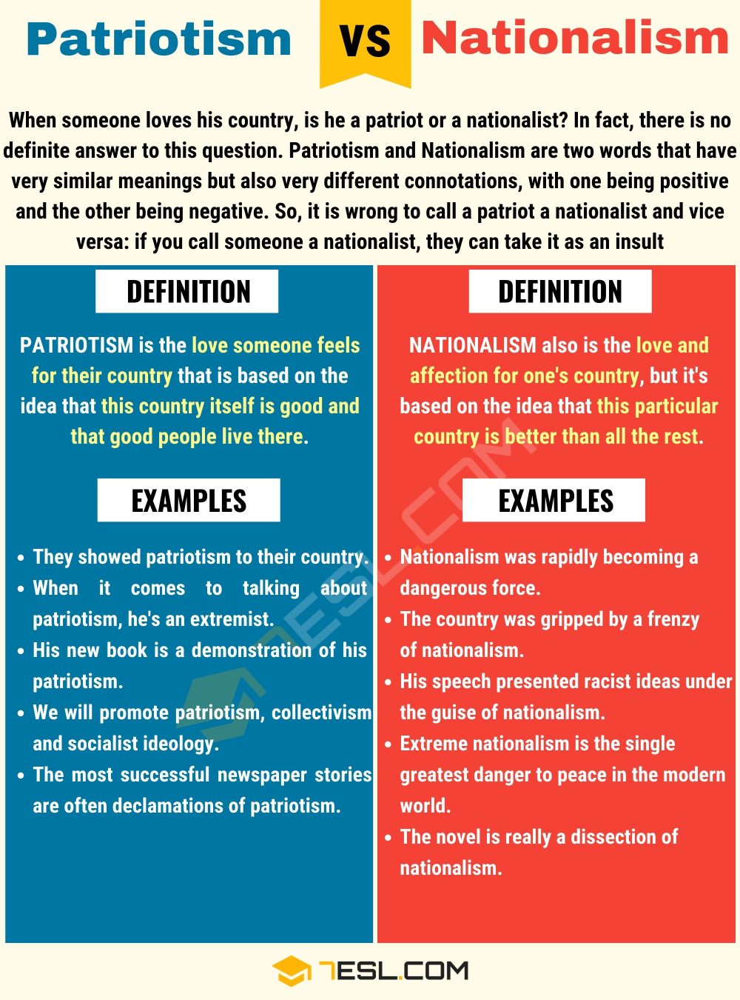 Patriotism VS Nationalism
When someone loves his country, is he a patriot or a nationalist? In fact, there is no
definite answer to this question. Patriotism and Nationalism are two words that have
very similar meanings but also very different connotations, with one being positive
and the other being negative. So, it is wrong to call a patriot a nationalist and vice
versa: if you call someone a nationalist, they can take it as an insult
DEFINITION
PATRIOTISM is the love someone feels
for their country that is based on the
idea that this country itself is good and
that good people live there.
EXAMPLES
• They showed patriotism to their country.
• When it comes to talking about
patriotism, he's an extremist.
• His new book is a demonstration of his
patriotism.
• We will promote patriotism, collectivism
and socialist ideology.
• The most successful newspaper stories
are often declamations of patriotism.
DEFINITION
NATIONALISM also is the love and
affection for one's country, but it's
based on the idea that this particular
country is better than all the rest.
EXAMPLES
• Nationalism was rapidly becoming a
dangerous force.
• The country was gripped by a frenzy
of nationalism.
• His speech presented racist ideas under
the guise of nationalism.
• Extreme nationalism is the single
greatest danger to peace in the modern
world.
• The novel is really a dissection of
nationalism.
7ESL.COM
7ESL.COM